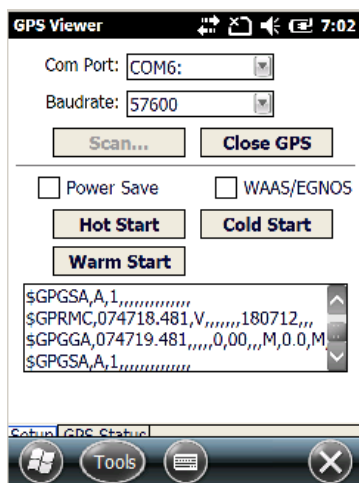 GPS Viewer 7:02
Com Port: COM6:
Baudrate: 57600
Scan... Close GPS
Power Save WAAS/EGNOS
Hot Start Cold Start
Warm Start
$GPGSA,A,1,,,,,,,,,,,,,,
$GPRMC,074718.481,V,,,,,,,180712,,,
$GPGGA,074719.481,,,,,0,00,,,M,0.0,M,
$GPGSA,A,1,,,,,,,,,,,,,,
Setup GPS Status
Tools